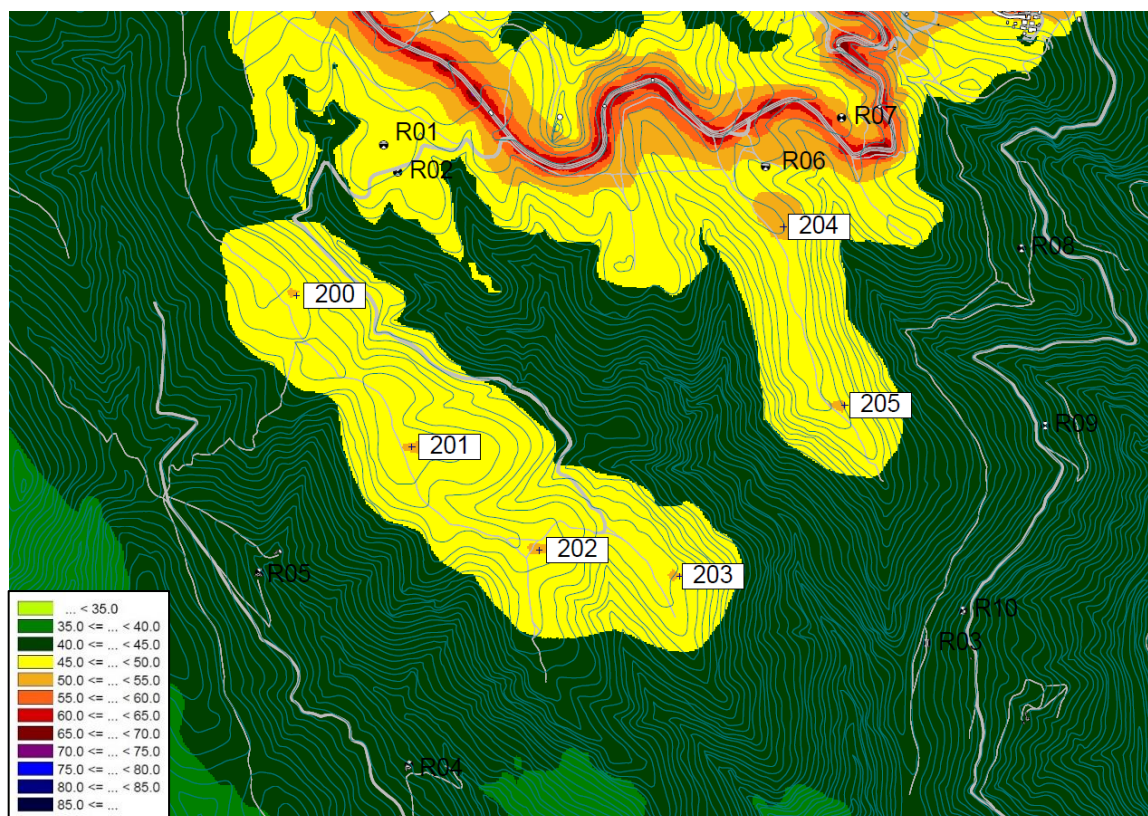 R07
R01
R06
R02
204
R08
200
205
R09
201
202
203
R05
R10
R03
R04
... < 35.0
35.0 <= ... < 40.0
40.0 <= ... < 45.0
45.0 <= ... < 50.0
50.0 <= ... < 55.0
55.0 <= ... < 60.0
60.0 <= ... < 65.0
65.0 <= ... < 70.0
70.0 <= ... < 75.0
75.0 <= ... < 80.0
80.0 <= ... < 85.0
85.0 <= ...